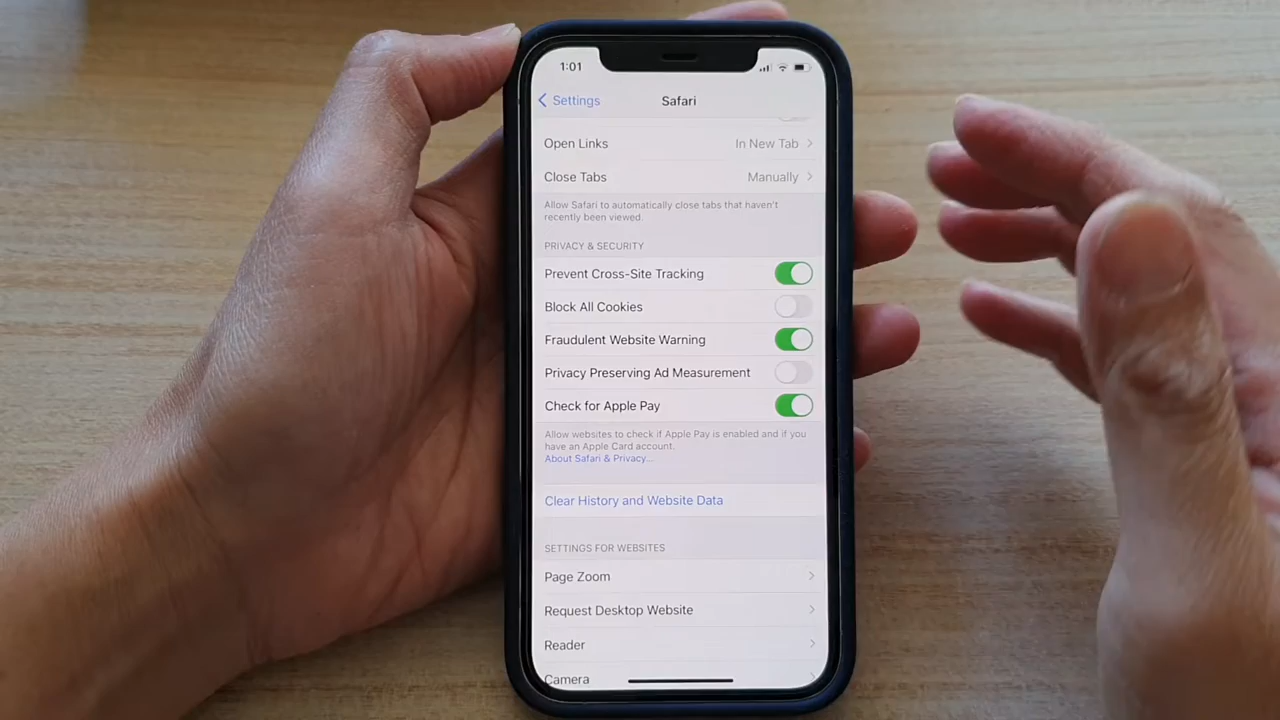 1:01
Settings
Safari
Open Links
In New Tab
Close Tabs
Manually
Allow Safari to automatically close tabs that haven't
recently been viewed.
PRIVACY & SECURITY
Prevent Cross-Site Tracking
Block All Cookies
Fraudulent Website Warning
Privacy Preserving Ad Measurement
Check for Apple Pay
Allow websites to check if Apple Pay is enabled and if you
have an Apple Card account.
About Safari & Privacy...
Clear History and Website Data
SETTINGS FOR WEBSITES
Page Zoom
Request Desktop Website
Reader
Camera